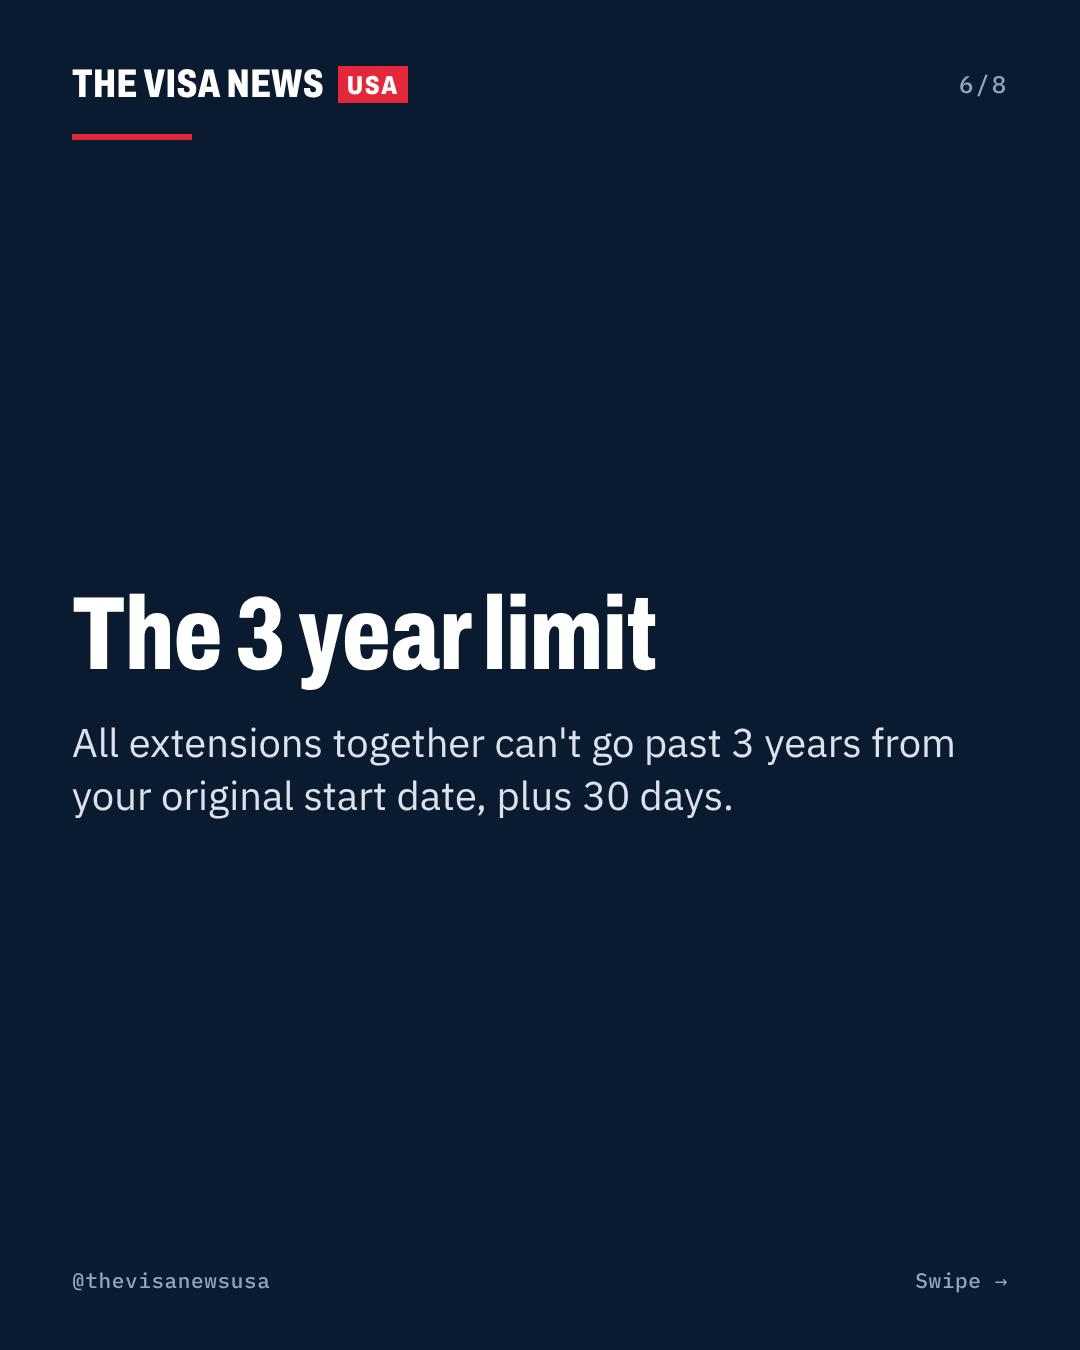 THE VISA NEWS USA
6/8
The 3 year limit
All extensions together can't go past 3 years from
your original start date, plus 30 days.
@thevisanewsusa
Swipe →